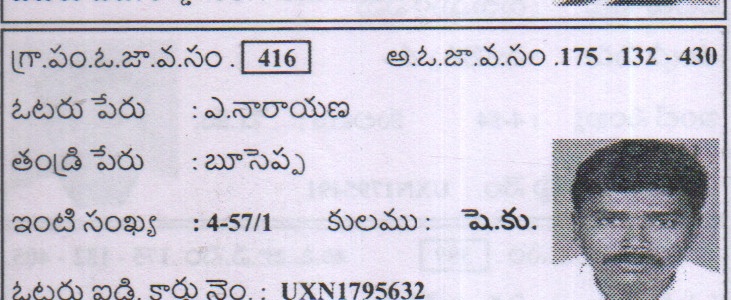 గ్రా.పం.ఓ.జా.వ.సం . 416 అ.ఓ.జా.వ.సం .175 - 132 - 430
ఓటరు పేరు : ఎ.నారాయణ
తండ్రి పేరు : బూసెప్ప
ఇంటి సంఖ్య : 4-57/1 కులము : షె.కు.
ఓటరు ఐడి. కార్డు నెం. : UXN1795632